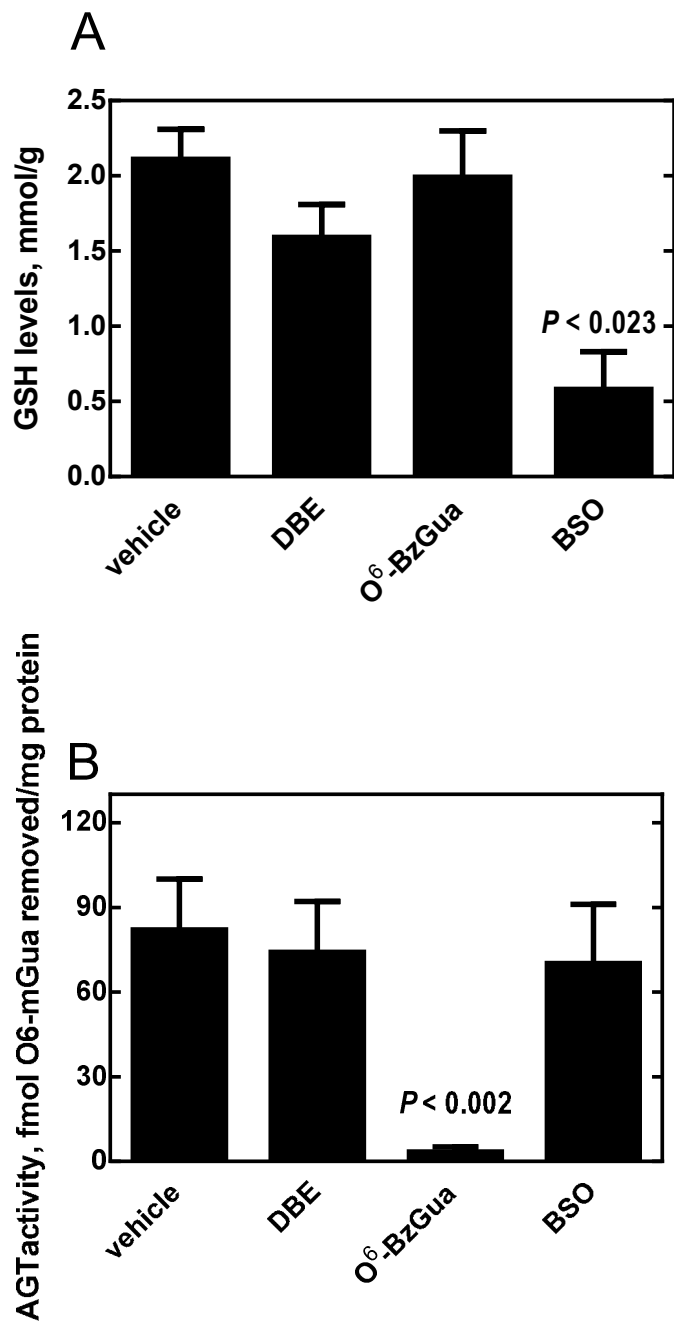 A
GSH levels, mmol/g
2.5
2.0
1.5
1.0
0.5
0.0
P < 0.023
vehicle
DBE
O⁶-BzGua
BSO
B
AGTactivity, fmol O6-mGua removed/mg protein
120
90
60
30
0
P < 0.002
vehicle
DBE
O⁶-BzGua
BSO